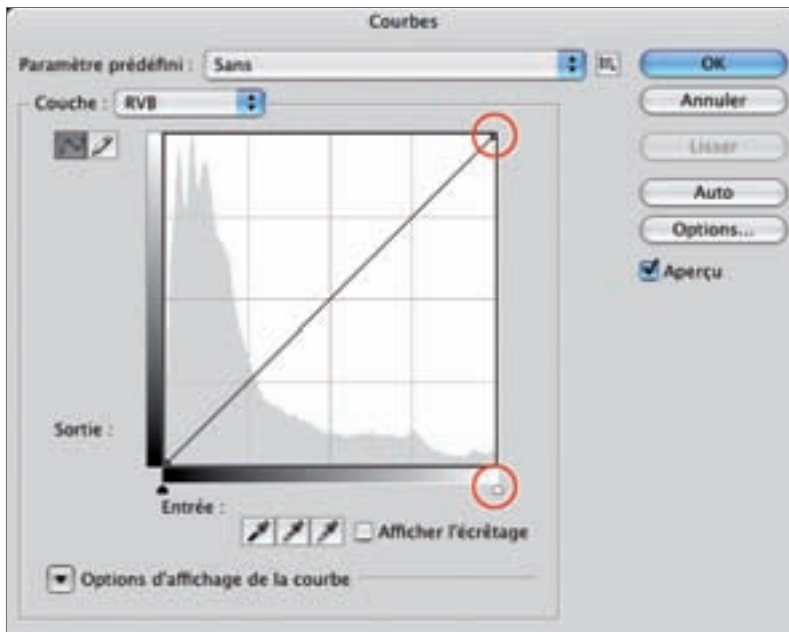 Courbes
Paramètre prédéfini : Sans
OK
Couche : RVB
Annuler
Lisser
Auto
Options...
Aperçu
Sortie :
Entrée :
Afficher l'écrêtage
Options d'affichage de la courbe